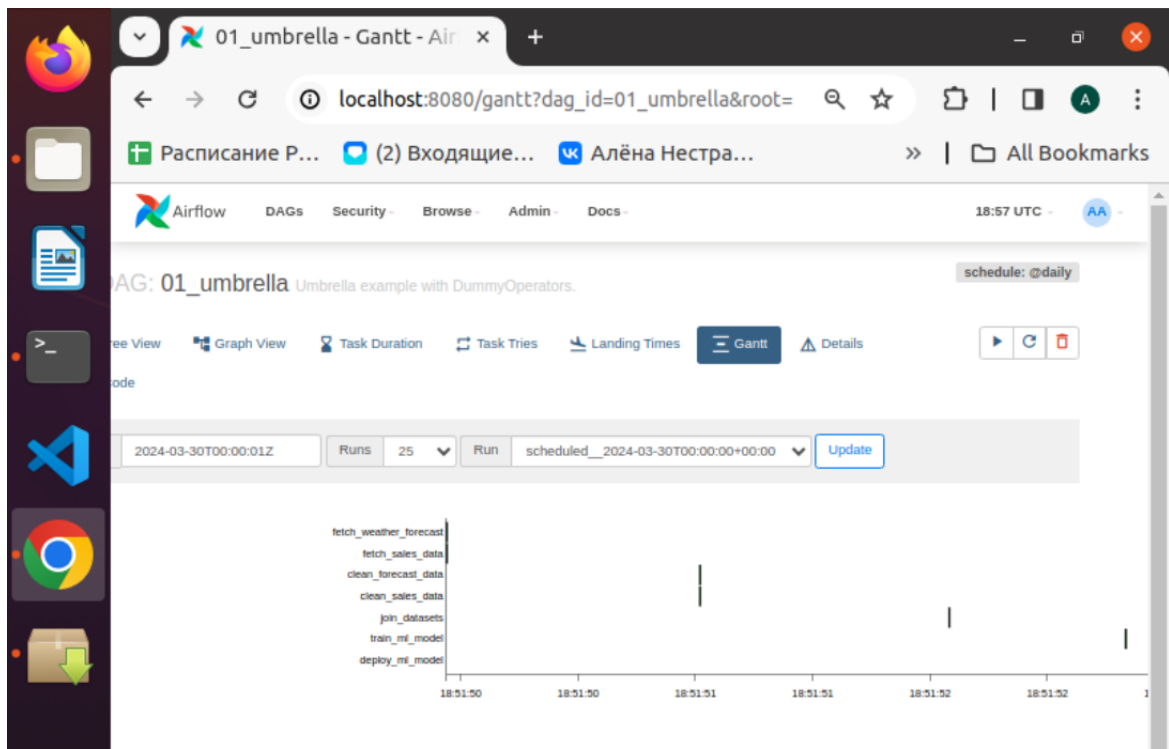 01_umbrella - Gantt - Air
localhost:8080/gantt?dag_id=01_umbrella&root=
A
Расписание Р...
(2) Входящие...
Алёна Нестра...
»
All Bookmarks
Airflow
DAGs
Security
Browse
Admin
Docs
18:57 UTC
AA
AG: 01_umbrella Umbrella example with DummyOperators.
schedule: @daily
ee View
Graph View
Task Duration
Task Tries
Landing Times
Gantt
Details
ode
2024-03-30T00:00:01Z
Runs
25
Run
scheduled__2024-03-30T00:00:00+00:00
Update
fetch_weather_forecast
fetch_sales_data
clean_forecast_data
clean_sales_data
join_datasets
train_ml_model
deploy_ml_model
18:51:50
18:51:50
18:51:51
18:51:51
18:51:52
18:51:52